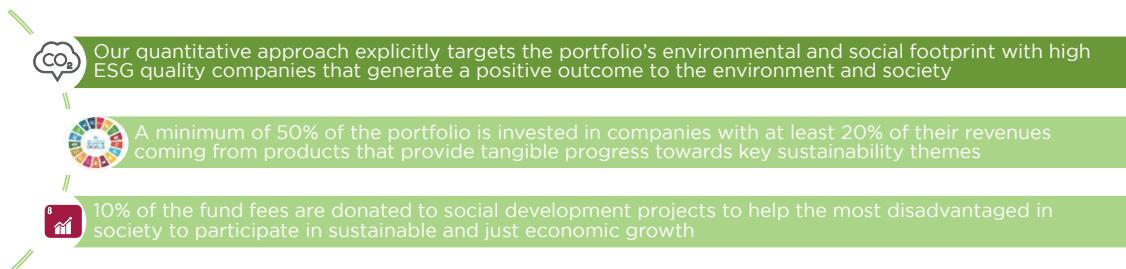 CO2
Our quantitative approach explicitly targets the portfolio's environmental and social footprint with high
ESG quality companies that generate a positive outcome to the environment and society
A minimum of 50% of the portfolio is invested in companies with at least 20% of their revenues
coming from products that provide tangible progress towards key sustainability themes
8
10% of the fund fees are donated to social development projects to help the most disadvantaged in
society to participate in sustainable and just economic growth